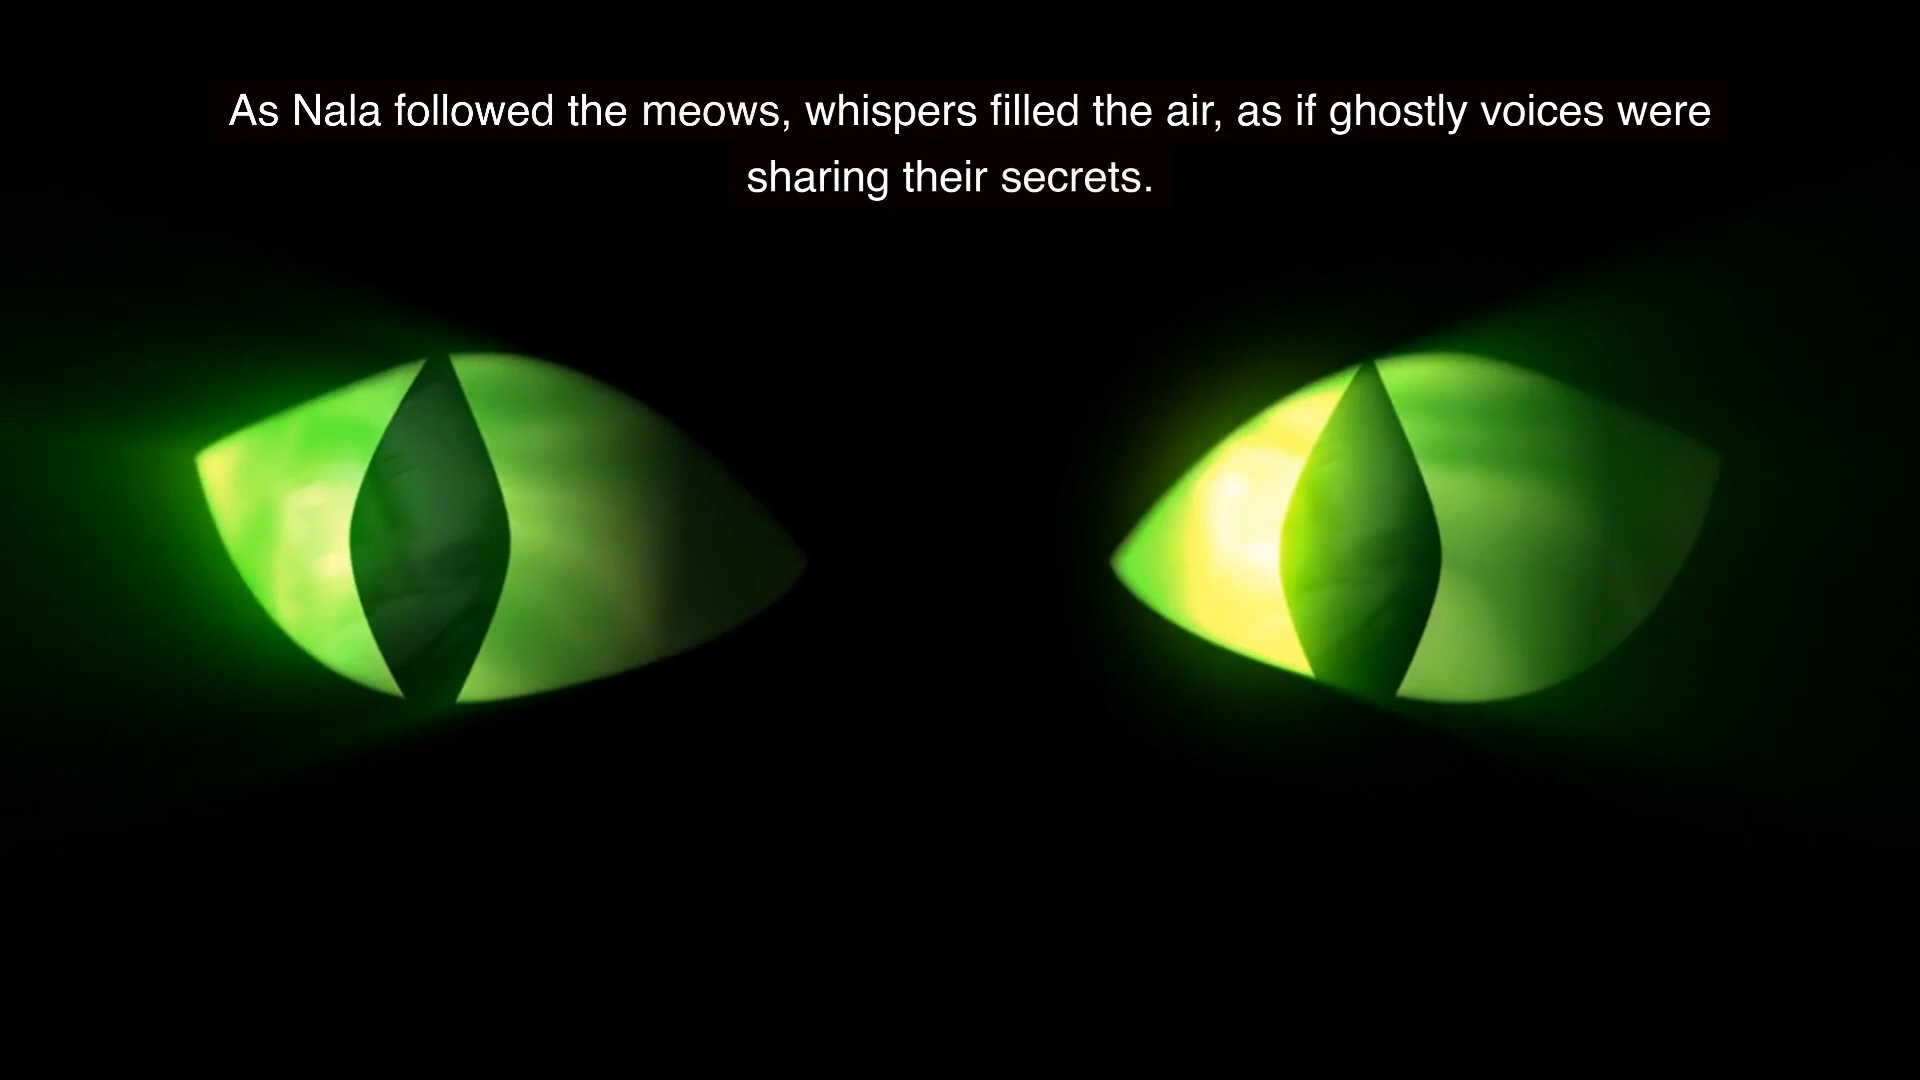 As Nala followed the meows, whispers filled the air, as if ghostly voices were
sharing their secrets.